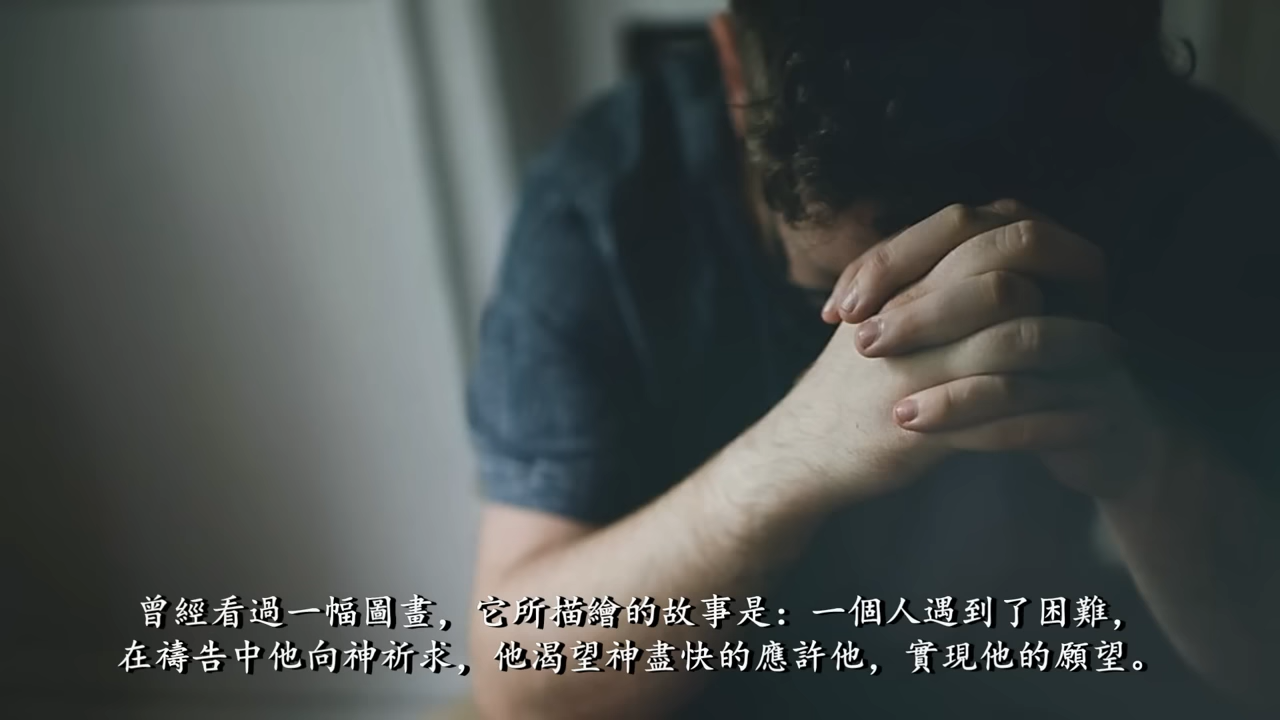 曾經看過一幅圖畫，它所描繪的故事是：一個人遇到了困難，
在禱告中他向神祈求，他渴望神盡快的應許他，實現他的願望。